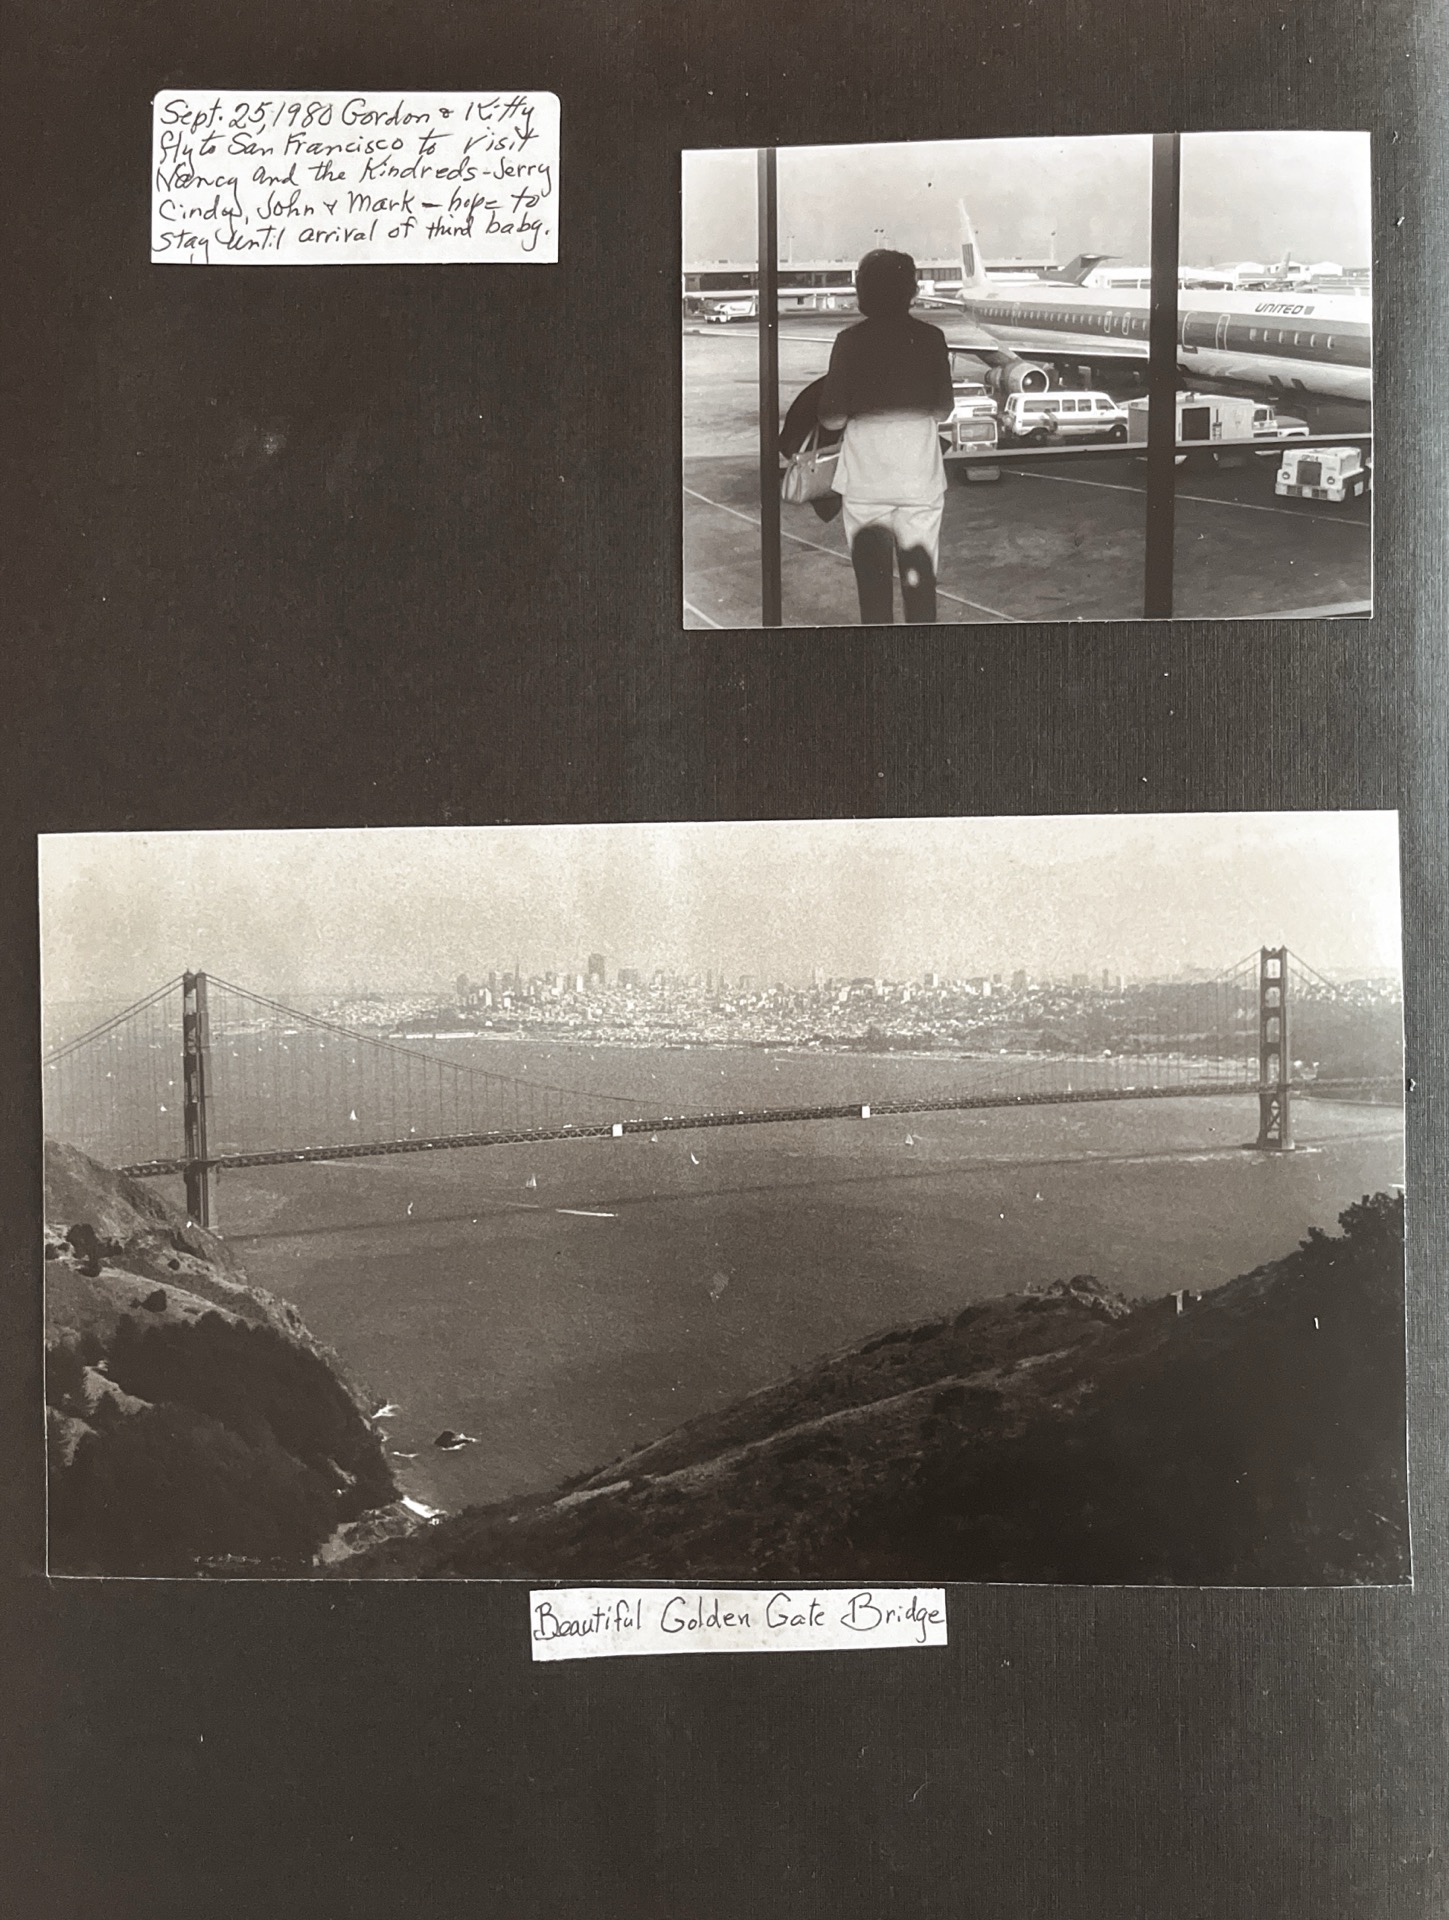 Sept. 25, 1980 Gordon & Kitty
fly to San Francisco to visit
Nancy and the Kindreds-Jerry
Cindy, John & Mark — hope to
stay until arrival of third baby.
UNITED
Beautiful Golden Gate Bridge